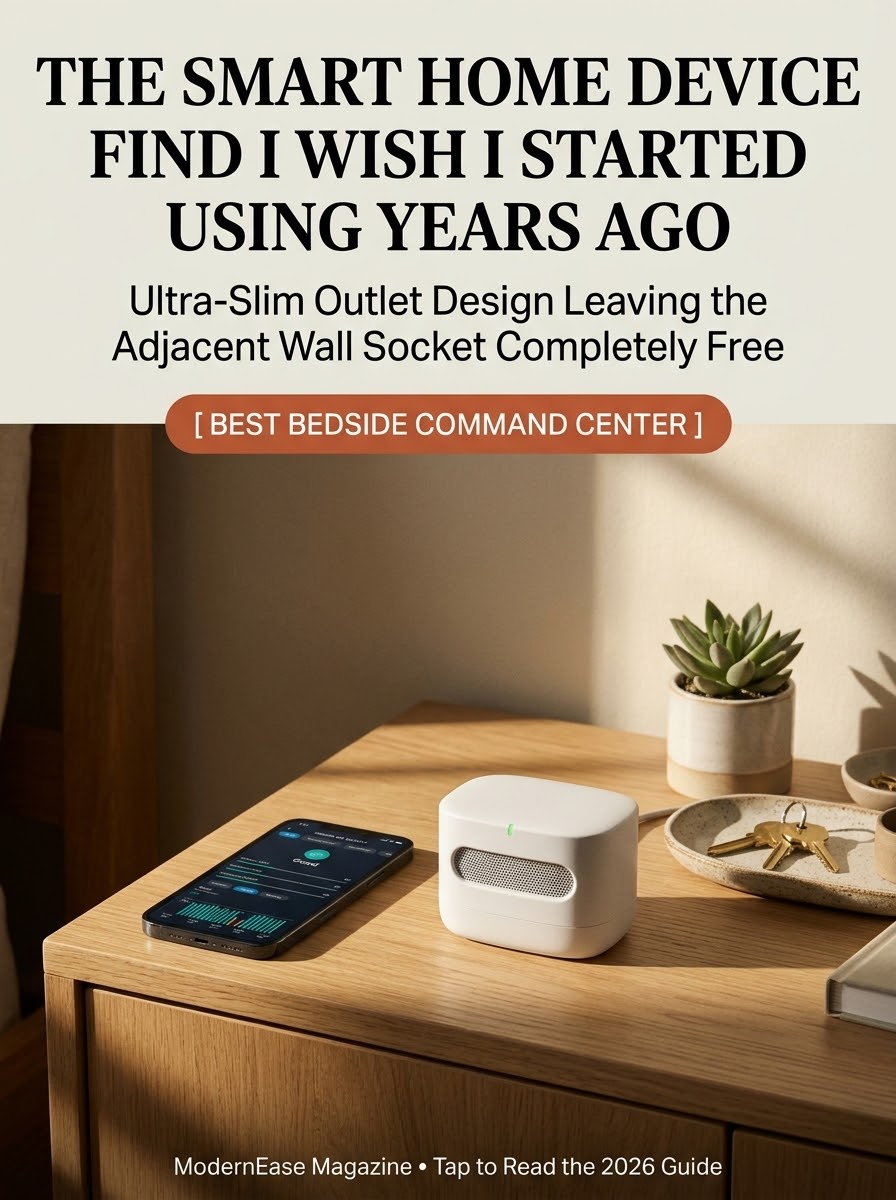 THE SMART HOME DEVICE
FIND I WISH I STARTED
USING YEARS AGO
Ultra-Slim Outlet Design Leaving the
Adjacent Wall Socket Completely Free
[ BEST BEDSIDE COMMAND CENTER ]
Good
ModernEase Magazine • Tap to Read the 2026 Guide